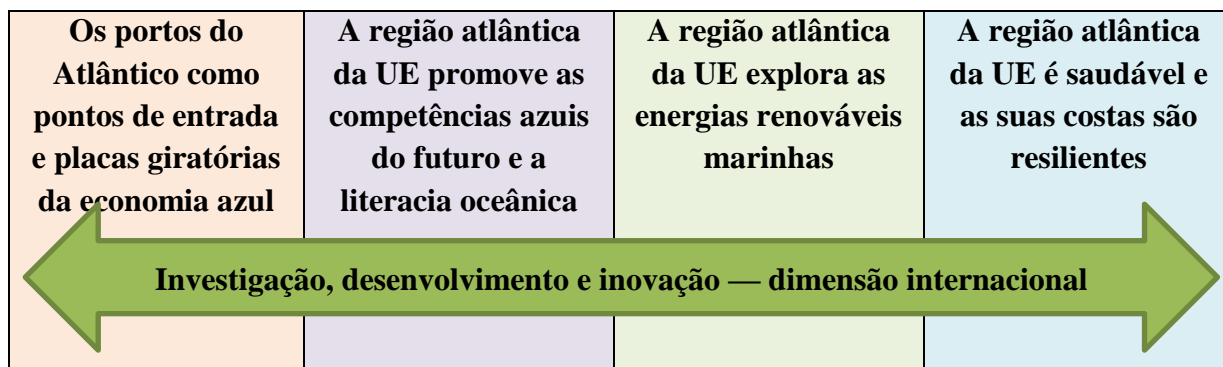 Os portos do
Atlântico como
pontos de entrada
e placas giratórias
da economia azul
A região atlântica
da UE promove as
competências azuis
do futuro e a
literacia oceânica
A região atlântica
da UE explora as
energias renováveis
marinhas
A região atlântica
da UE é saudável e
as suas costas são
resilientes
Investigação, desenvolvimento e inovação — dimensão internacional